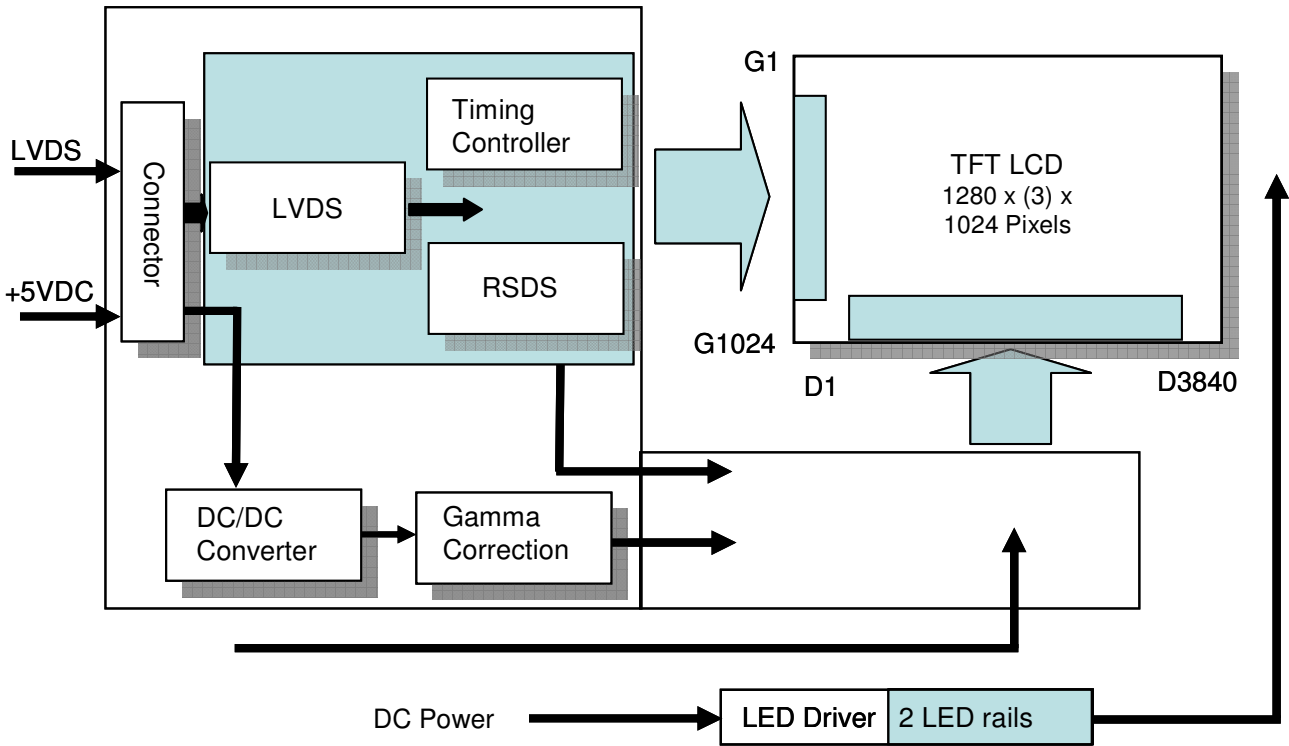 G1
Timing
Controller
LVDS
Connector
LVDS
TFT LCD
1280 x (3) x
1024 Pixels
+5VDC
RSDS
G1024
D1
D3840
DC/DC
Converter
Gamma
Correction
DC Power
LED Driver
2 LED rails